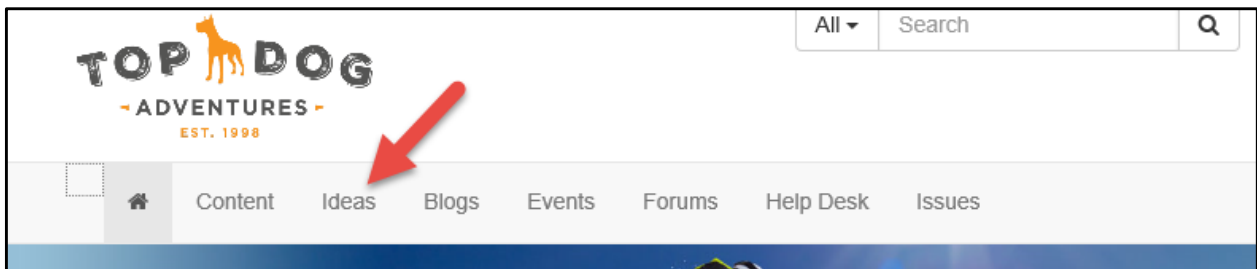 All Search
TOP DOG
- ADVENTURES -
EST. 1998
Content Ideas Blogs Events Forums Help Desk Issues